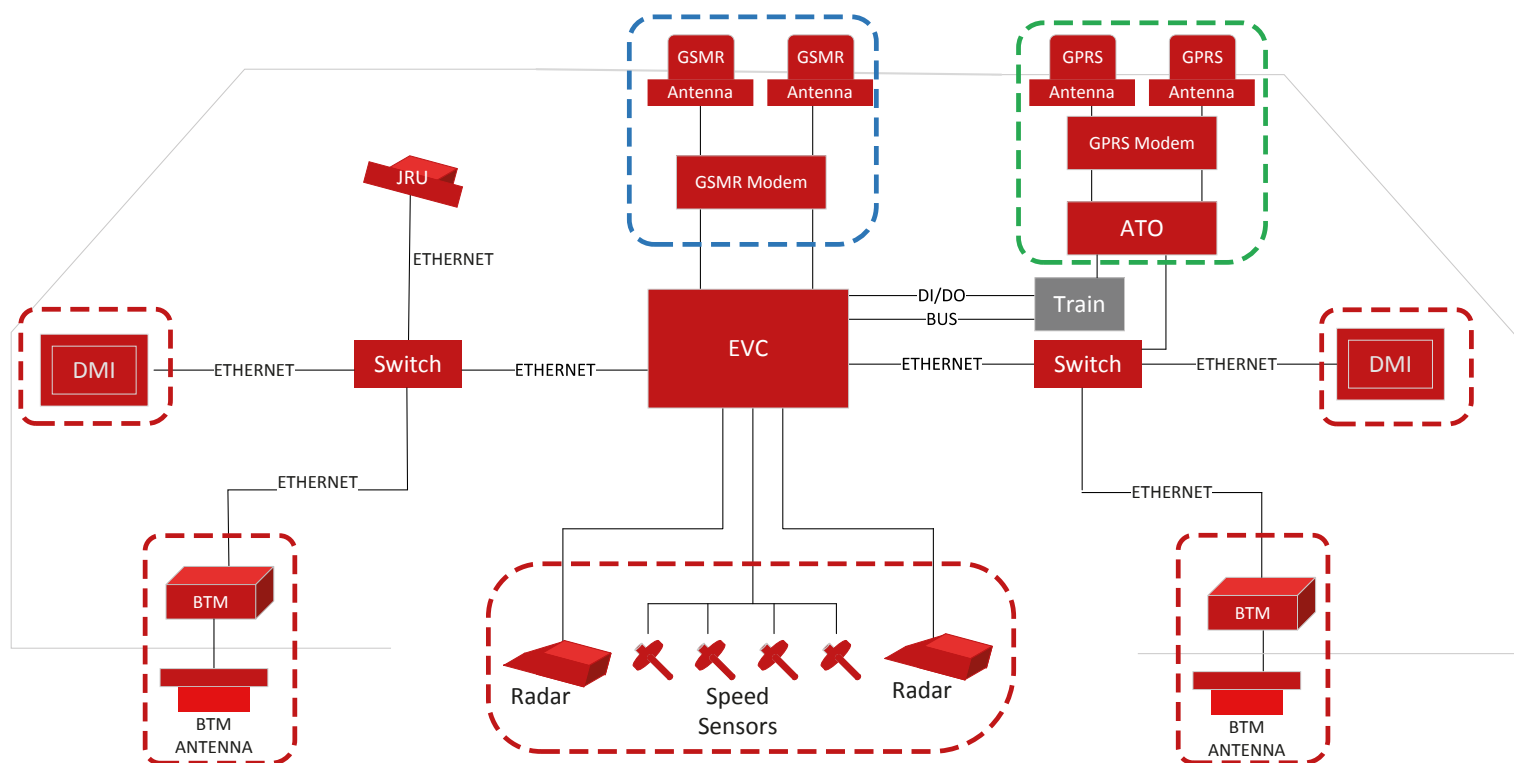 GSMR
GSMR
GPRS
GPRS
Antenna
Antenna
Antenna
Antenna
GPRS Modem
JRU
GSMR Modem
ATO
ETHERNET
DI/DO
Train
BUS
EVC
DMI
ETHERNET
Switch
ETHERNET
ETHERNET
Switch
ETHERNET
DMI
ETHERNET
ETHERNET
BTM
BTM
Radar
Speed
Sensors
Radar
BTM
ANTENNA
BTM
ANTENNA